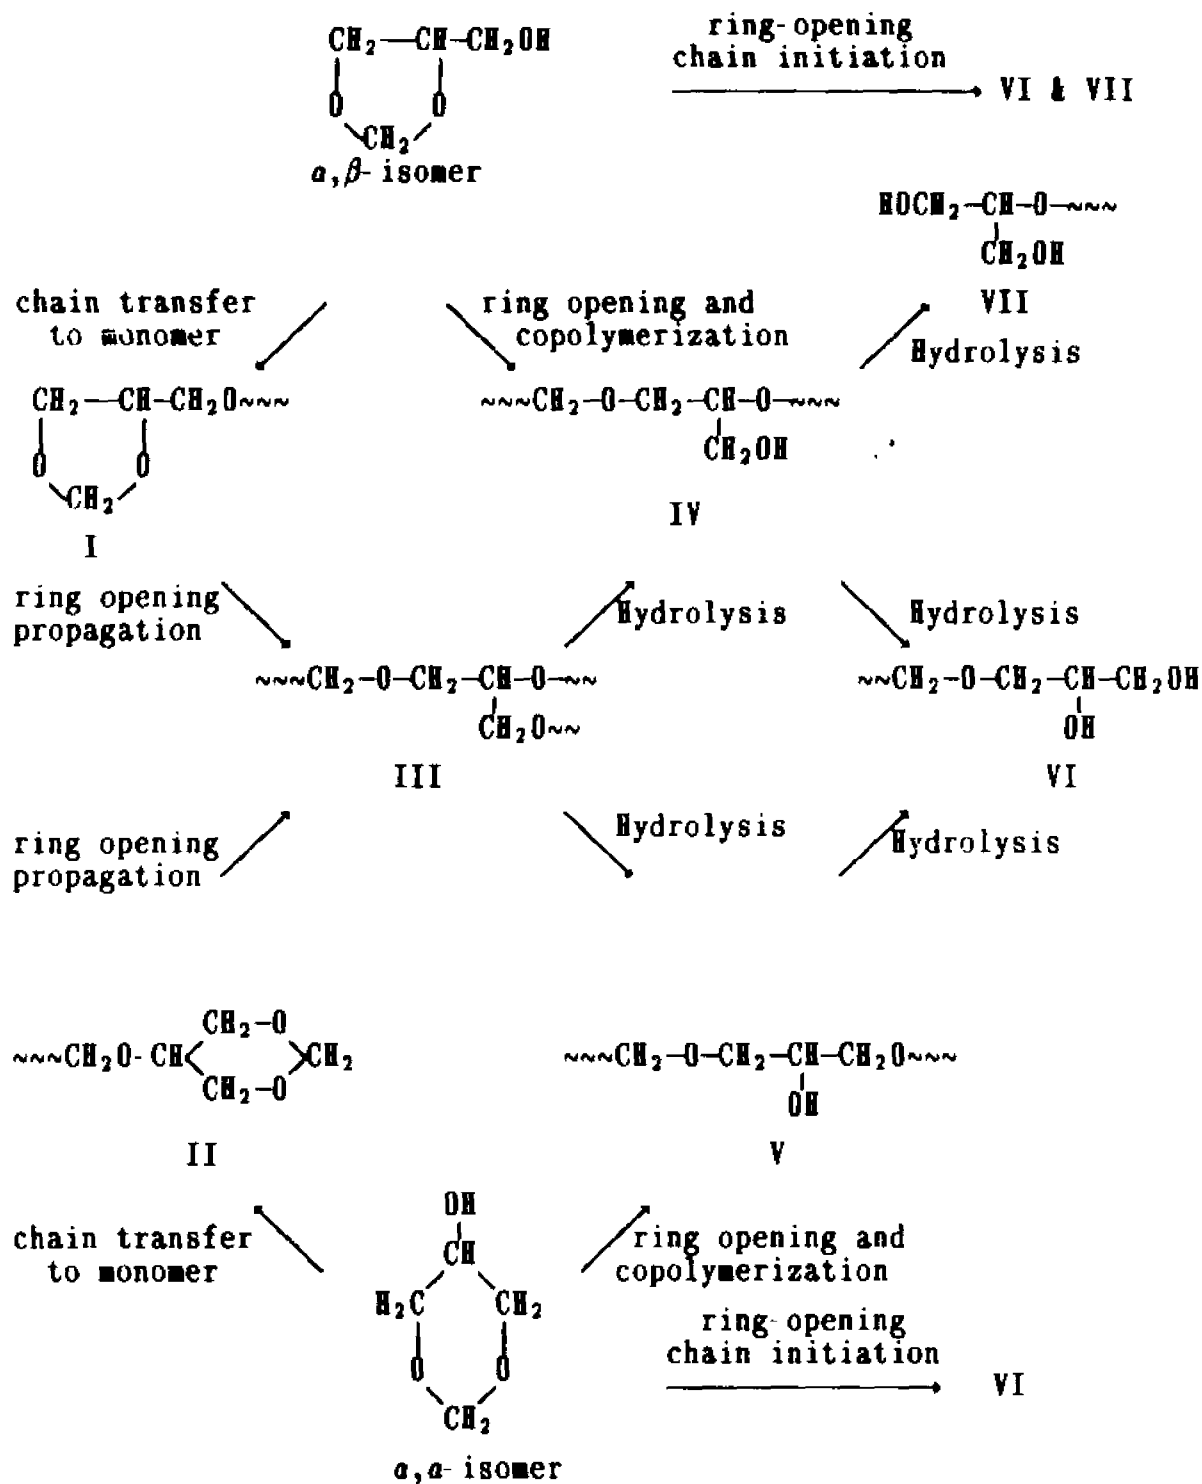 CH₂—CH-CH₂OH
O O
CH₂
α,β- isomer
ring-opening
chain initiation
VI & VII
HOCH₂-CH-O-~~~
CH₂OH
VII
chain transfer
to monomer
ring opening and
copolymerization
Hydrolysis
CH₂—CH-CH₂O~~~
O O
CH₂
I
~~~CH₂-O-CH₂-CH-O-~~~
CH₂OH
IV
ring opening
propagation
Hydrolysis
Hydrolysis
~~~CH₂-O-CH₂-CH-O-~~
CH₂O~~
III
~~CH₂-O-CH₂-CH-CH₂OH
OH
VI
ring opening
propagation
Hydrolysis
Hydrolysis
CH₂-O
~~~CH₂O-CH CH₂
CH₂-O
II
~~~CH₂-O-CH₂-CH-CH₂O~~~
OH
V
chain transfer
to monomer
OH
CH
H₂C CH₂
O O
CH₂
α,α- isomer
ring opening and
copolymerization
ring-opening
chain initiation
VI